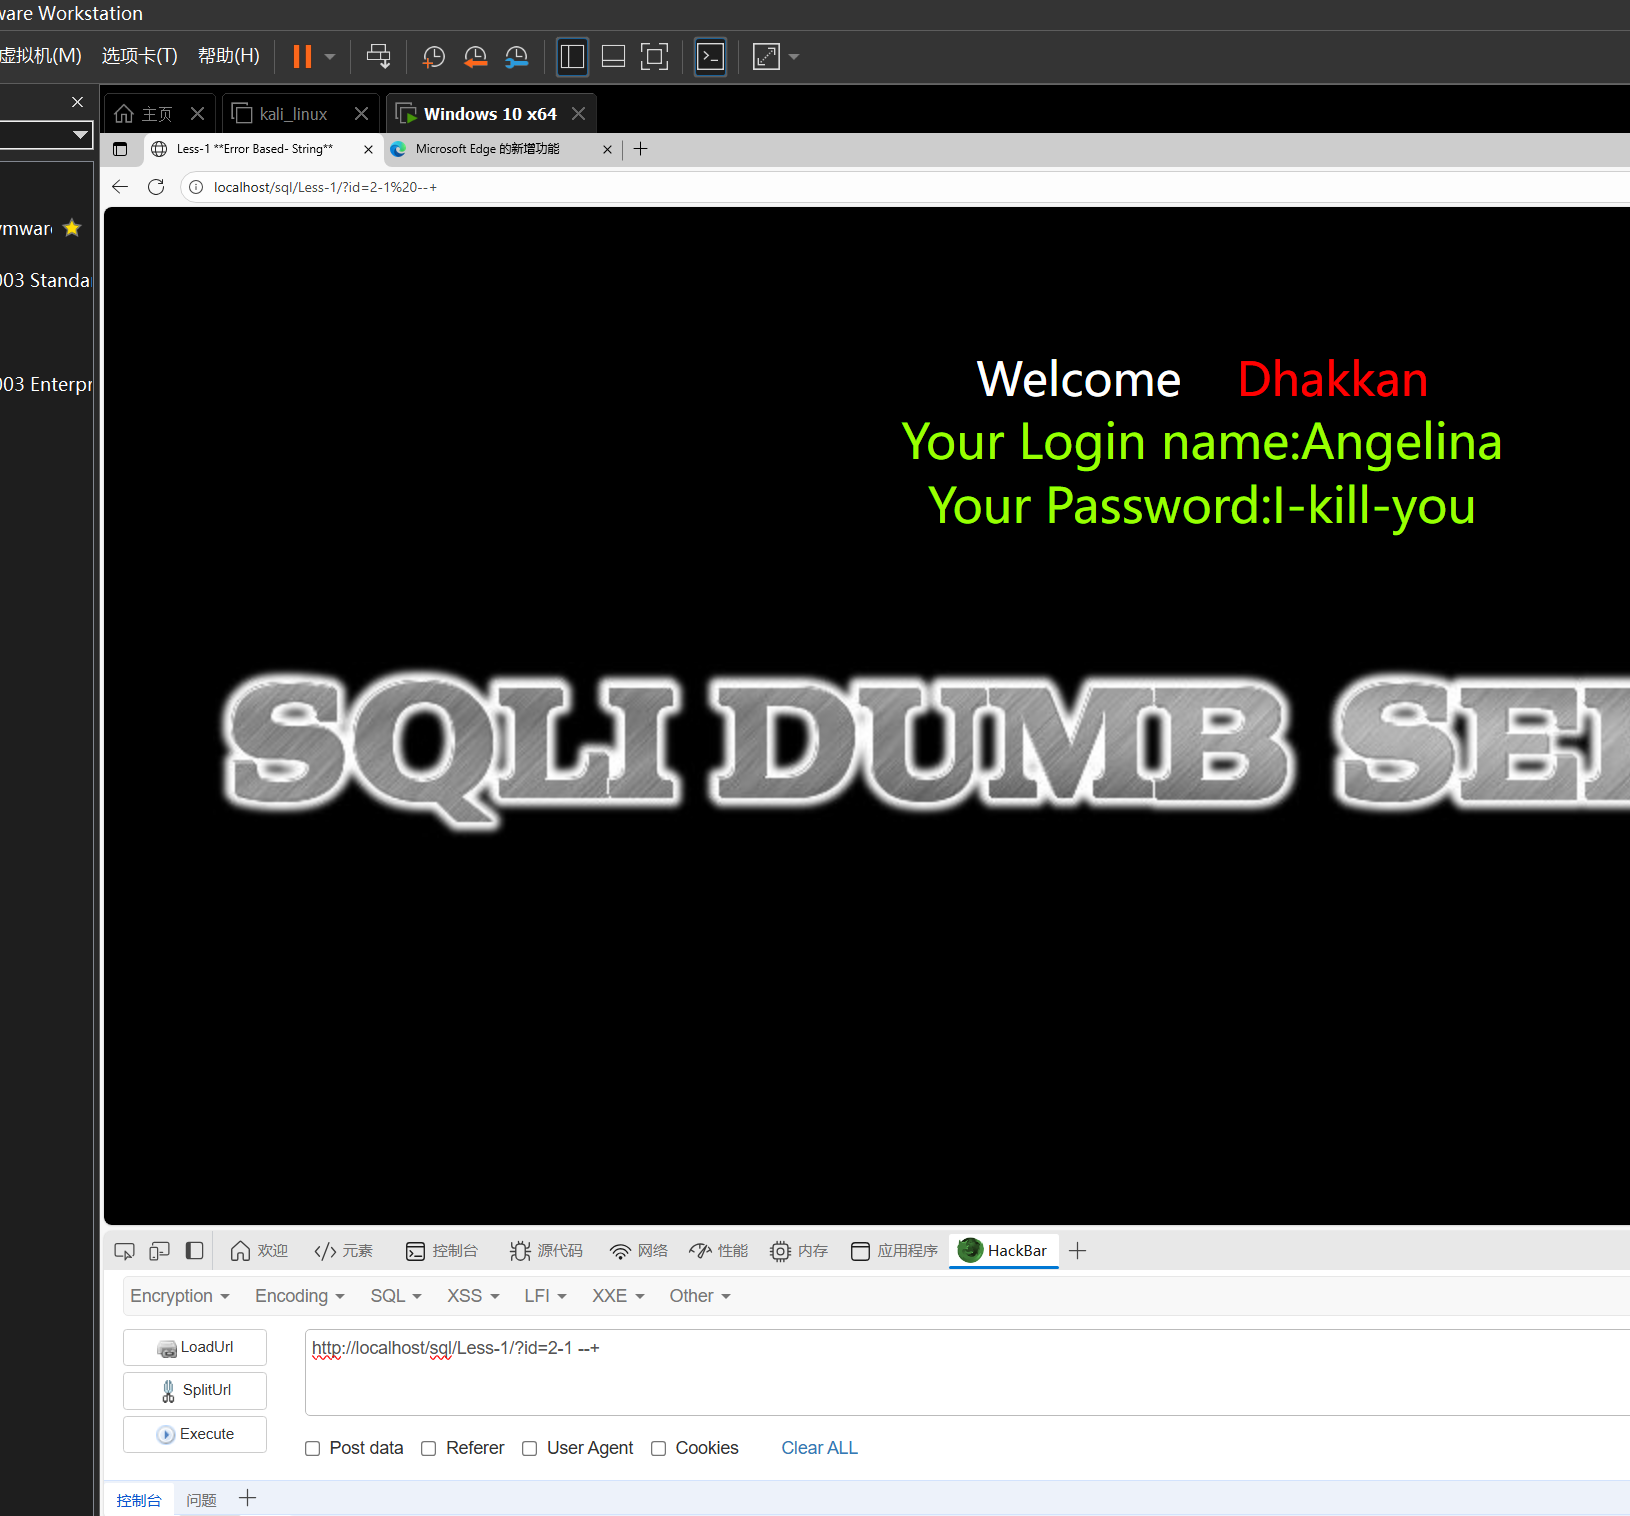 ware Workstation
虚拟机(M) 选项卡(T) 帮助(H)
主页 kali_linux Windows 10 x64
Less-1 **Error Based- String** Microsoft Edge 的新增功能
localhost/sql/Less-1/?id=2-1%20--+
vmware
003 Standa
003 Enterpr
Welcome Dhakkan
Your Login name:Angelina
Your Password:I-kill-you
SQLI DUMB SE
欢迎 元素 控制台 源代码 网络 性能 内存 应用程序 HackBar
Encryption Encoding SQL XSS LFI XXE Other
LoadUrl
http://localhost/sql/Less-1/?id=2-1 --+
SplitUrl
Execute
Post data Referer User Agent Cookies Clear ALL
控制台 问题